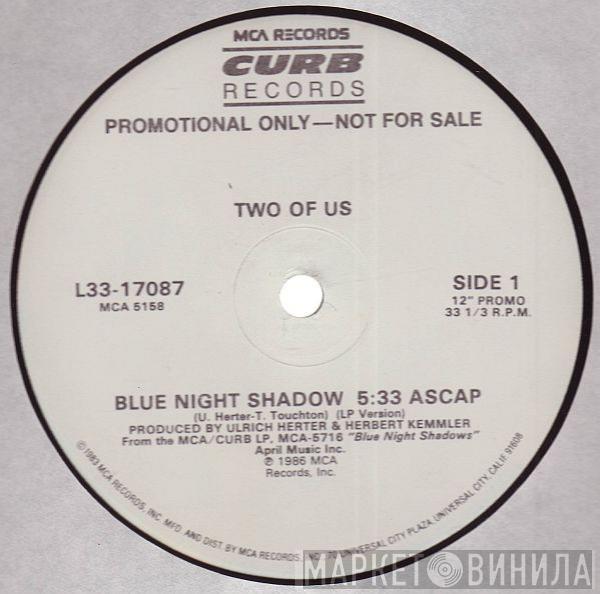 MCA RECORDS
CURB
RECORDS
PROMOTIONAL ONLY—NOT FOR SALE
TWO OF US
L33-17087
MCA 5158
SIDE 1
12" PROMO
33 1/3 R.P.M.
BLUE NIGHT SHADOW 5:33 ASCAP
(U. Herter-T. Touchton) (LP Version)
PRODUCED BY ULRICH HERTER & HERBERT KEMMLER
From the MCA/CURB LP, MCA-5716 "Blue Night Shadows"
April Music Inc.
℗ 1986 MCA
Records, Inc.
©1983 MCA RECORDS, INC. MFD. AND DIST. BY MCA RECORDS, INC., 70 UNIVERSAL CITY PLAZA, UNIVERSAL CITY, CALIF. 91608
МАРКЕТ ВИНИЛА